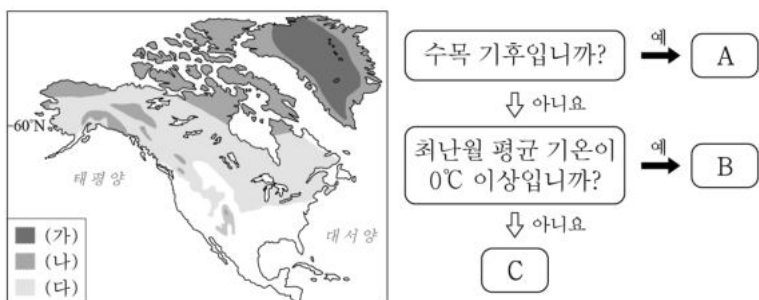 60°N
태평양
대서양
(가)
(나)
(다)
수목 기후입니까?
예
A
아니요
최난월 평균 기온이
0℃ 이상입니까?
예
B
아니요
C